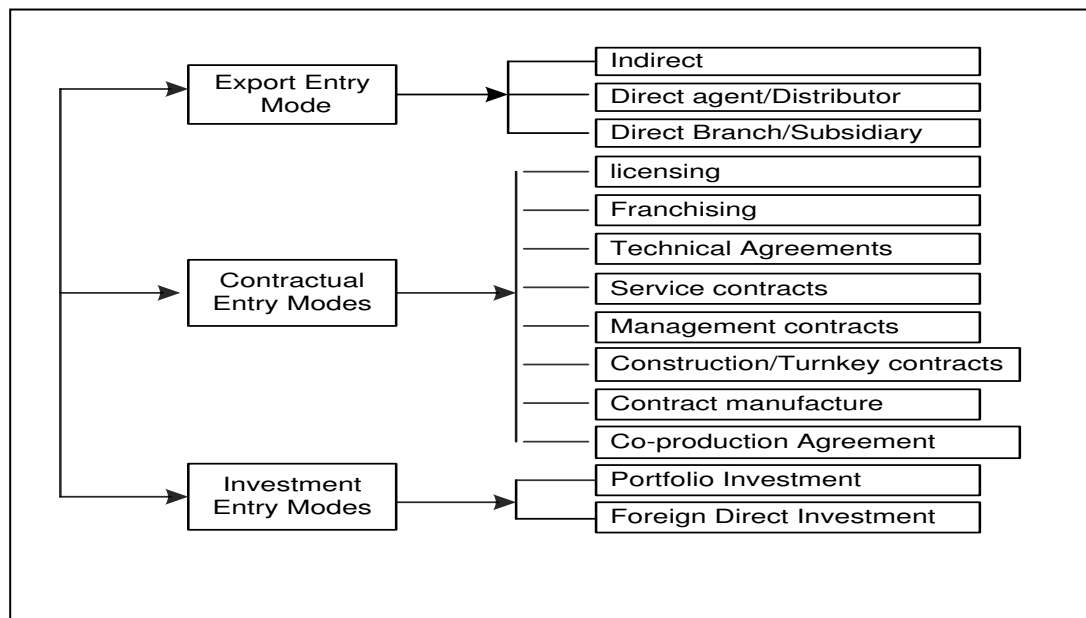 Export Entry
Mode
Indirect
Direct agent/Distributor
Direct Branch/Subsidiary
Contractual
Entry Modes
licensing
Franchising
Technical Agreements
Service contracts
Management contracts
Construction/Turnkey contracts
Contract manufacture
Co-production Agreement
Investment
Entry Modes
Portfolio Investment
Foreign Direct Investment